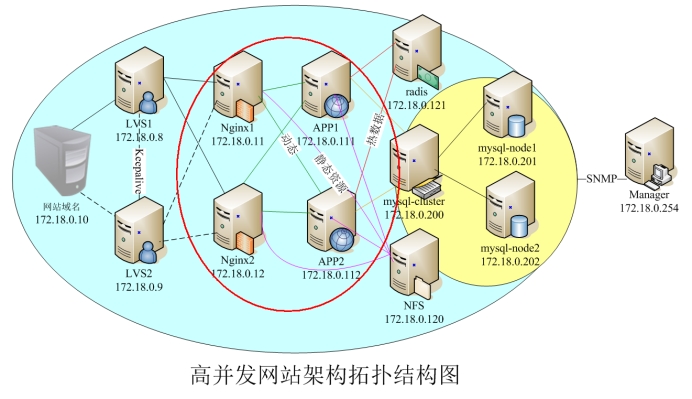 radis
172.18.0.121
LVS1
172.18.0.8
Nginx1
172.18.0.11
APP1
172.18.0.111
动态
静态资源
热数据
Keepalive
mysql-node1
172.18.0.201
网站域名
172.18.0.10
mysql-cluster
172.18.0.200
SNMP
Manager
172.18.0.254
LVS2
172.18.0.9
Nginx2
172.18.0.12
APP2
172.18.0.112
mysql-node2
172.18.0.202
NFS
172.18.0.120
高并发网站架构拓扑结构图